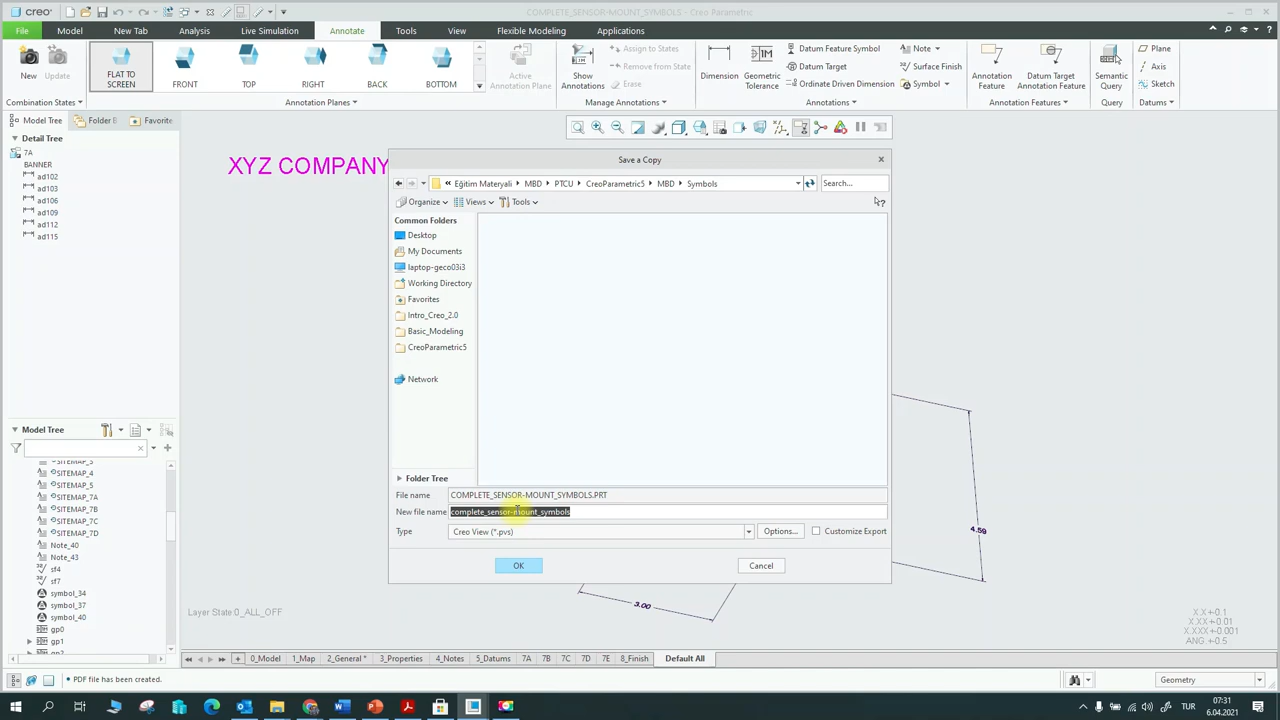 creo
COMPLETE_SENSOR-MOUNT_SYMBOLS - Creo Parametric
File Model New Tab Analysis Live Simulation Annotate Tools View Flexible Modeling Applications
New Update
FLAT TO SCREEN
FRONT TOP RIGHT BACK BOTTOM
Active Annotation Plane
Show Annotations
Add to States
Remove from State
Erase
Dimension
Geometric Tolerance
Datum Feature Symbol
Datum Target
Ordinate Driven Dimension
Note
Surface Finish
Symbol
Annotation Feature
Datum Target Annotation Feature
Semantic Query
Plane
Axis
Sketch
Combination States Annotation Planes Manage Annotations Annotations Annotation Features Query Datums
Model Tree Folder B Favorite
Detail Tree
7A
BANNER
ad102
ad103
ad106
ad109
ad112
ad115
XYZ COMPANY
Save a Copy
« Eğitim Materyali MBD PTCU CreoParametric5 MBD Symbols Search...
Organize Views Tools
Common Folders
Desktop
My Documents
laptop-geco03i3
Working Directory
Favorites
Intro_Creo_2.0
Basic_Modeling
CreoParametric5
Network
Folder Tree
File name COMPLETE_SENSOR-MOUNT_SYMBOLS.PRT
New file name complete_sensor-mount_symbols
Type Creo View (*.pvs) Options... Customize Export
OK Cancel
Model Tree
SITEMAP_4
SITEMAP_5
SITEMAP_7A
SITEMAP_7B
SITEMAP_7C
SITEMAP_7D
Note_40
Note_43
sf4
sf7
symbol_34
symbol_37
symbol_40
gp0
gp1
4.59
3.00
Layer State:0_ALL_OFF
X.X+-0.1
X.XX+-0.01
X.XXX+-0.001
ANG.+-0.5
0_Model 1_Map 2_General * 3_Properties 4_Notes 5_Datums 7A 7B 7C 7D 7E 8_Finish Default All
• PDF file has been created.
Geometry
TUR
07:31
6.04.2021